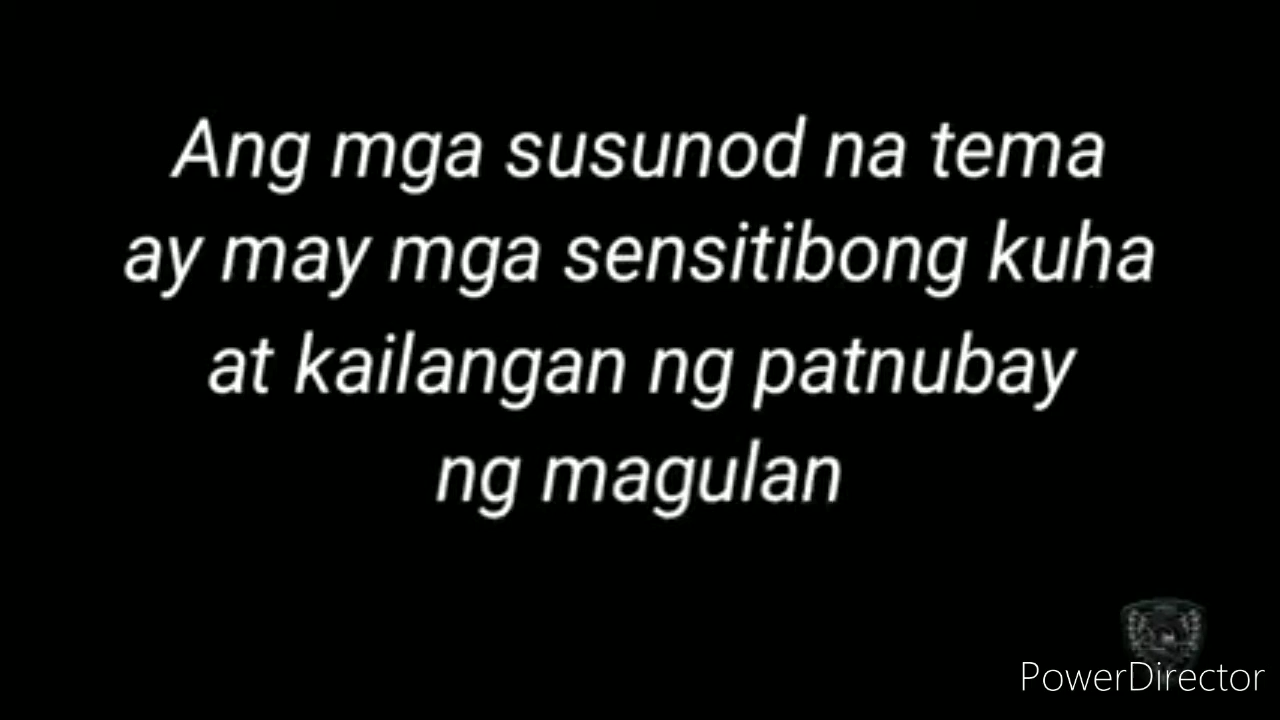 Ang mga susunod na tema
ay may mga sensitibong kuha
at kailangan ng patnubay
ng magulan
PowerDirector